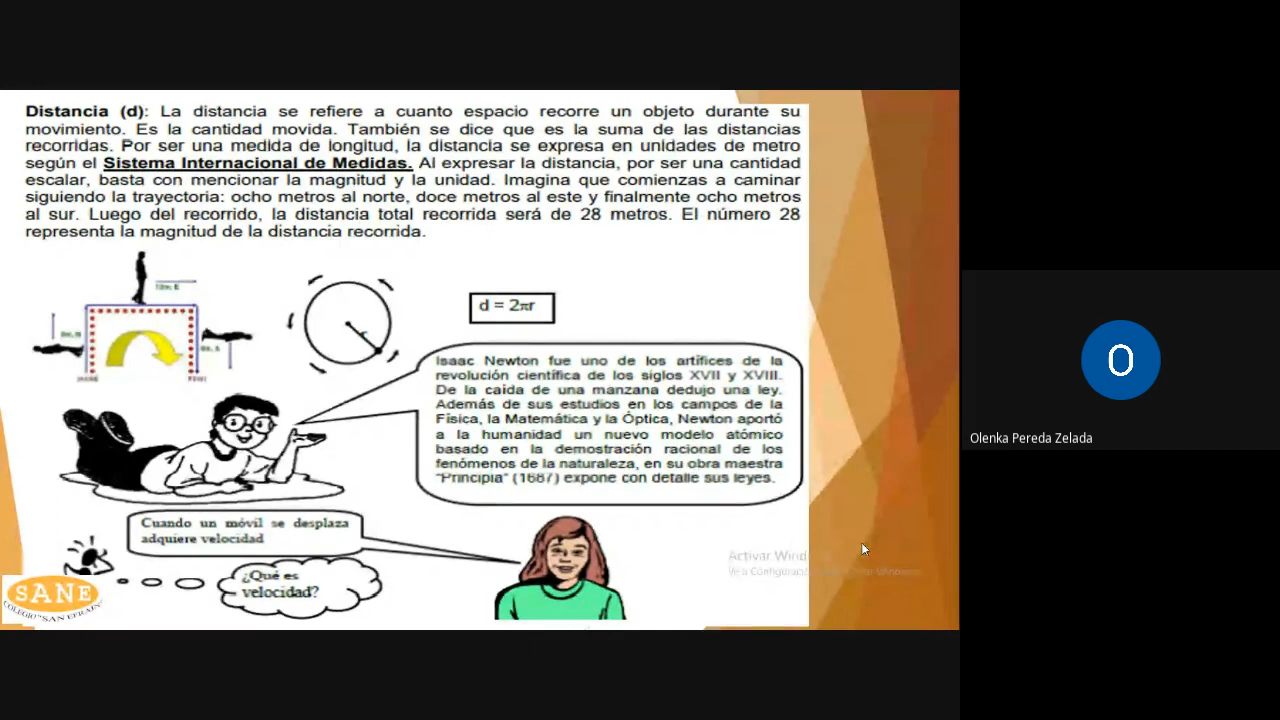 Distancia (d): La distancia se refiere a cuanto espacio recorre un objeto durante su
movimiento. Es la cantidad movida. También se dice que es la suma de las distancias
recorridas. Por ser una medida de longitud, la distancia se expresa en unidades de metro
según el Sistema Internacional de Medidas. Al expresar la distancia, por ser una cantidad
escalar, basta con mencionar la magnitud y la unidad. Imagina que comienzas a caminar
siguiendo la trayectoria: ocho metros al norte, doce metros al este y finalmente ocho metros
al sur. Luego del recorrido, la distancia total recorrida será de 28 metros. El número 28
representa la magnitud de la distancia recorrida.
r
d = 2πr
Isaac Newton fue uno de los artífices de la
revolución científica de los siglos XVII y XVIII.
De la caída de una manzana dedujo una ley.
Además de sus estudios en los campos de la
Física, la Matemática y la Óptica, Newton aportó
a la humanidad un nuevo modelo atómico
basado en la demostración racional de los
fenómenos de la naturaleza, en su obra maestra
"Principia" (1687) expone con detalle sus leyes.
Cuando un móvil se desplaza
adquiere velocidad
¿Qué es
velocidad?
SANE
COLEGIO "SAN EFRAIN"
Activar Wind
O
Olenka Pereda Zelada